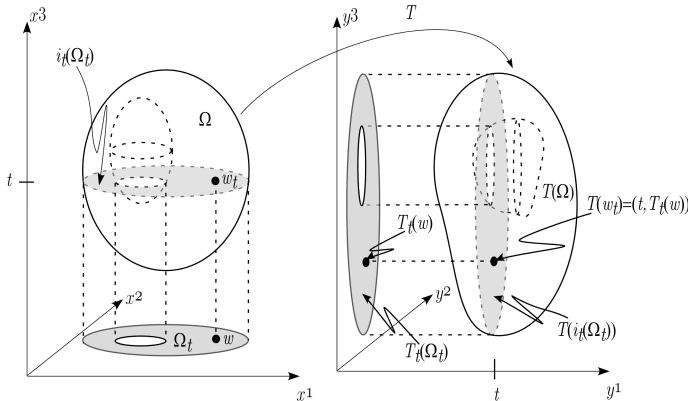 x3
i_t(Ω_t)
Ω
w_t
t
x2
Ω_t
w
x1
T
y3
T(Ω)
T(w_t)=(t,T_t(w))
T_t(w)
y2
T(i_t(Ω_t))
T_t(Ω_t)
t
y1